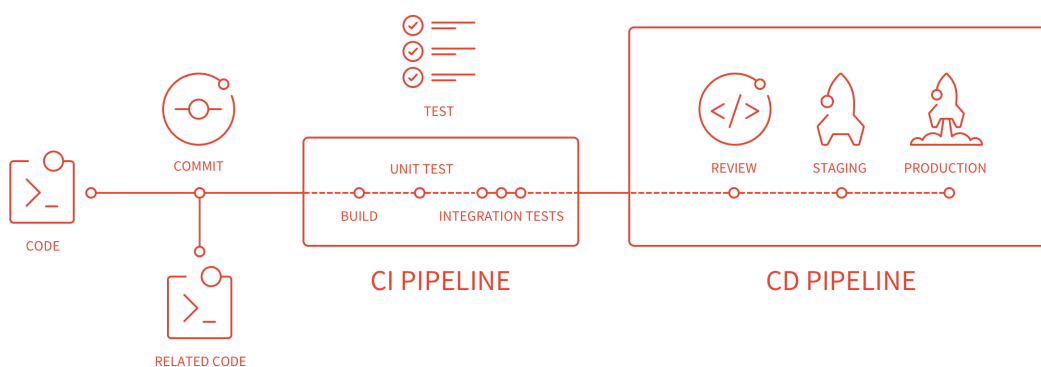 TEST
COMMIT
UNIT TEST
REVIEW
STAGING
PRODUCTION
BUILD
INTEGRATION TESTS
CODE
CI PIPELINE
CD PIPELINE
RELATED CODE